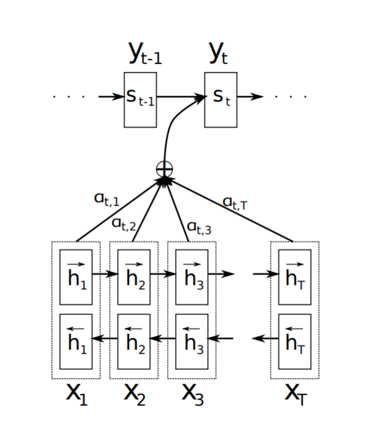 y_{t-1} y_t
. . . s_{t-1} s_t . . .
a_{t,1} a_{t,2} a_{t,3} a_{t,T}
\overrightarrow{h}_1 \overrightarrow{h}_2 \overrightarrow{h}_3 \overrightarrow{h}_T
\overleftarrow{h}_1 \overleftarrow{h}_2 \overleftarrow{h}_3 \overleftarrow{h}_T
x_1 x_2 x_3 x_T